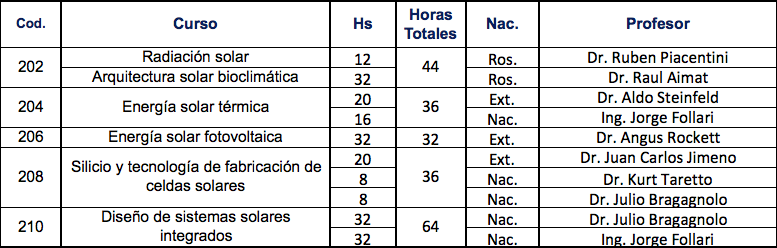 Cod. Curso Hs Horas Totales Nac. Profesor
202 Radiación solar 12 44 Ros. Dr. Ruben Piacentini
Arquitectura solar bioclimática 32 Ros. Dr. Raul Aimat
204 Energía solar térmica 20 36 Ext. Dr. Aldo Steinfeld
16 Nac. Ing. Jorge Follari
206 Energía solar fotovoltaica 32 32 Ext. Dr. Angus Rockett
208 Silicio y tecnología de fabricación de celdas solares 20 36 Ext. Dr. Juan Carlos Jimeno
8 Nac. Dr. Kurt Taretto
8 Nac. Dr. Julio Bragagnolo
210 Diseño de sistemas solares integrados 32 64 Nac. Dr. Julio Bragagnolo
32 Nac. Ing. Jorge Follari